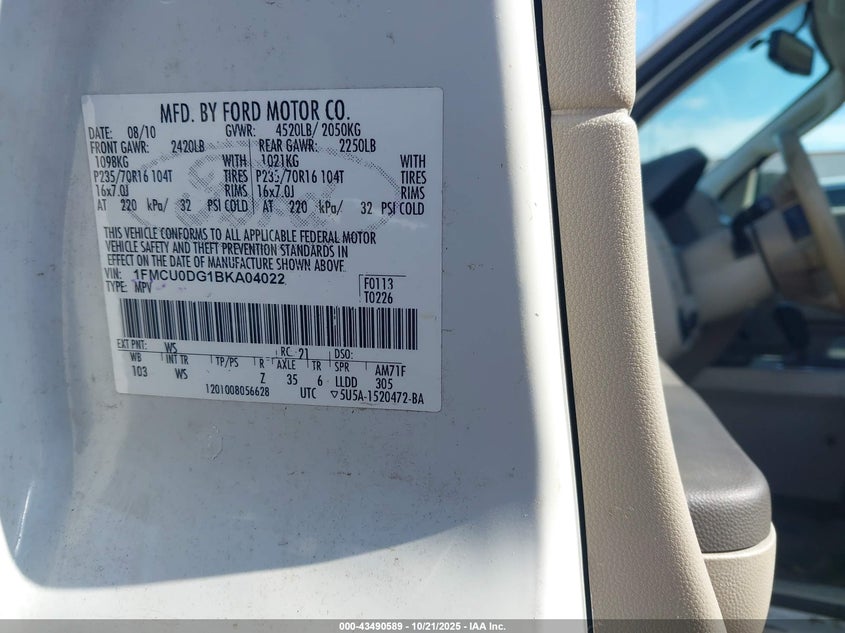 MFD. BY FORD MOTOR CO.
DATE: 08/10 GVWR: 4520LB/ 2050KG
FRONT GAWR: 2420LB REAR GAWR: 2250LB
1098KG WITH 1021KG WITH
P235/70R16 104T TIRES P235/70R16 104T TIRES
16x7.0J RIMS 16x7.0J RIMS
AT 220 kPa/ 32 PSI COLD AT 220 kPa/ 32 PSI COLD
THIS VEHICLE CONFORMS TO ALL APPLICABLE FEDERAL MOTOR
VEHICLE SAFETY AND THEFT PREVENTION STANDARDS IN
EFFECT ON THE DATE OF MANUFACTURE SHOWN ABOVE.
VIN: 1FMCU0DG1BKA04022 F0113
TYPE: MPV T0226
EXT PNT: WS RC: 21 DSO:
WB INT TR TP/PS R AXLE TR SPR AM71F
103 WS Z 35 6 LLDD 305
1201008056628 UTC ▽5U5A-1520472-BA
000-43490589 - 10/21/2025 - IAA Inc.